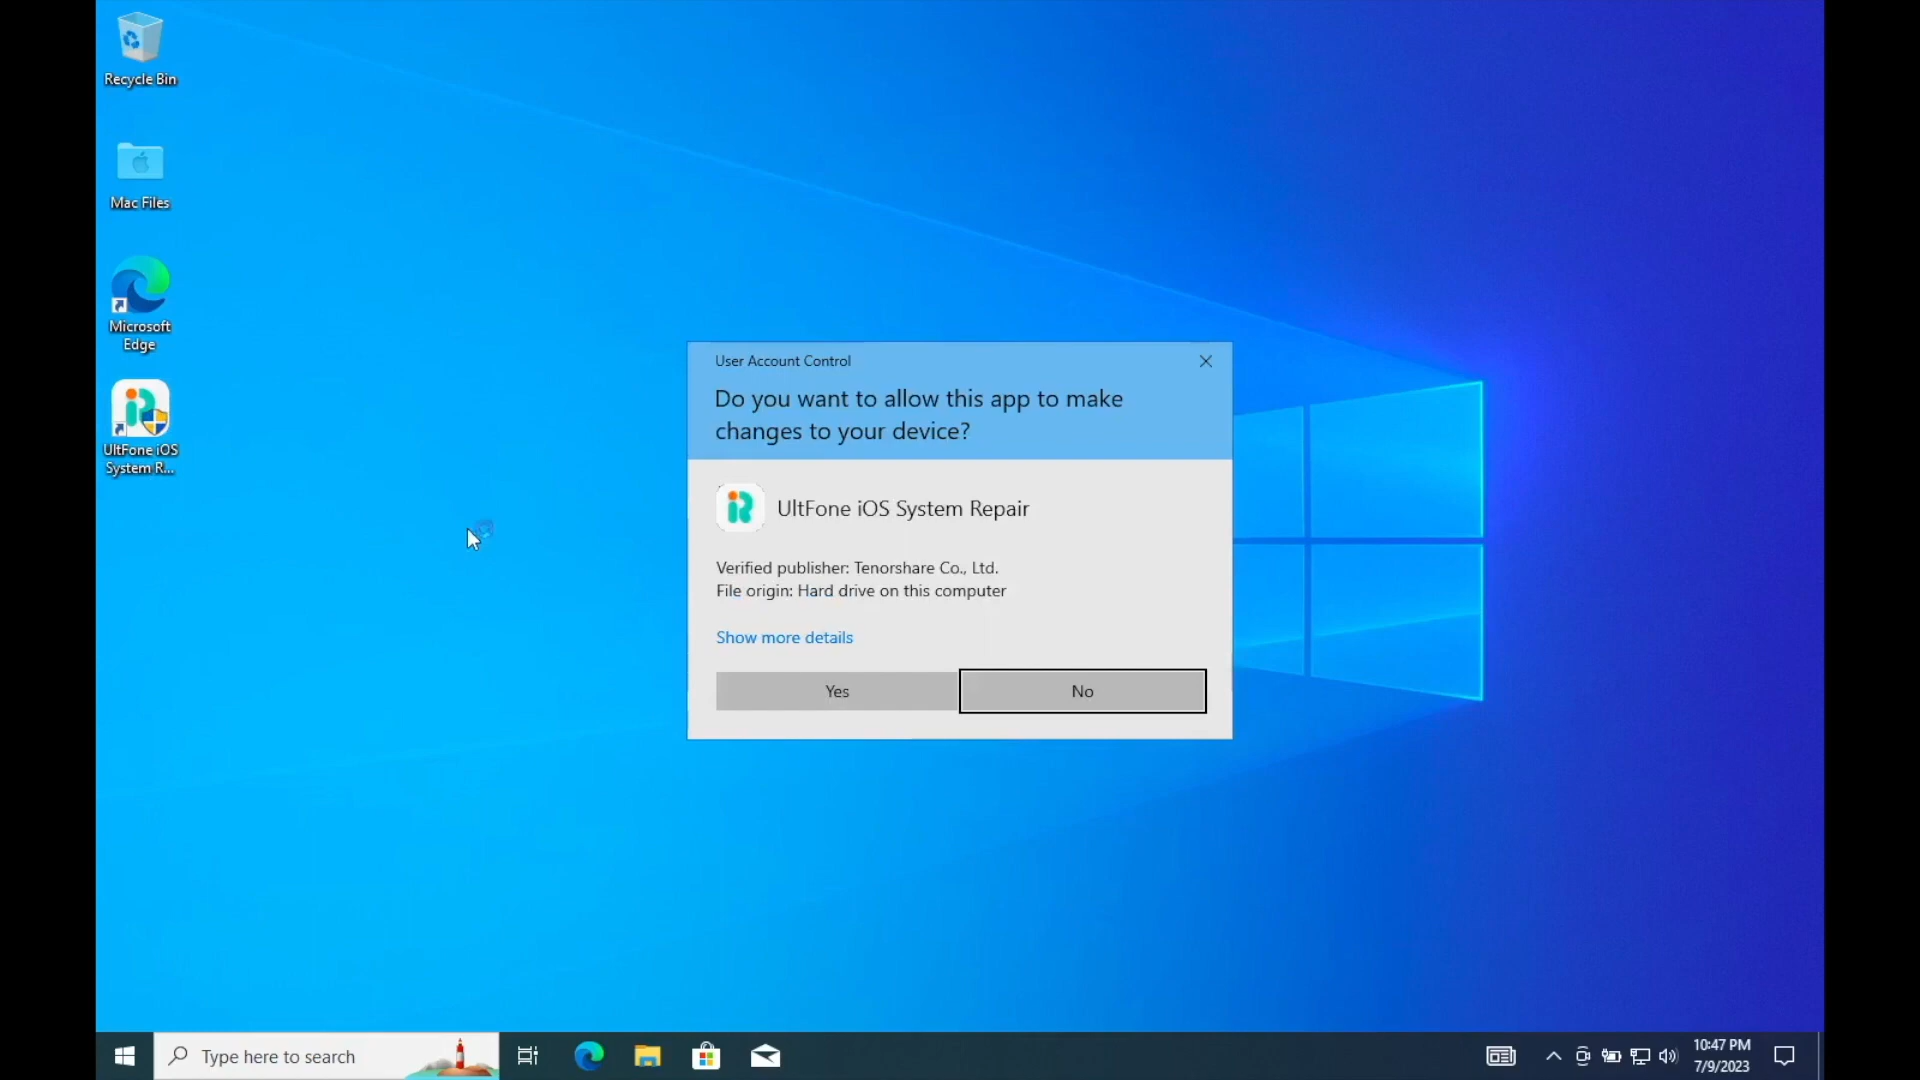 Recycle Bin
Mac Files
Microsoft
Edge
UltFone iOS
System R...
User Account Control
Do you want to allow this app to make
changes to your device?
UltFone iOS System Repair
Verified publisher: Tenorshare Co., Ltd.
File origin: Hard drive on this computer
Show more details
Yes
No
Type here to search
10:47 PM
7/9/2023